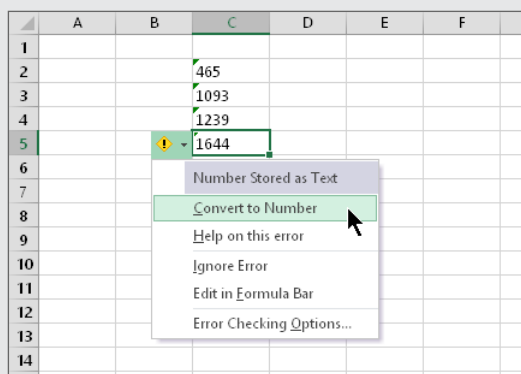 A B C D E F
1
2 465
3 1093
4 1239
5 1644
6 Number Stored as Text
7
8 Convert to Number
9 Help on this error
10 Ignore Error
11 Edit in Formula Bar
12
13 Error Checking Options...
14